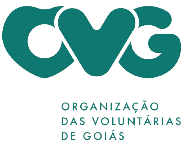 OVG
ORGANIZAÇÃO
DAS VOLUNTÁRIAS
DE GOIÁS